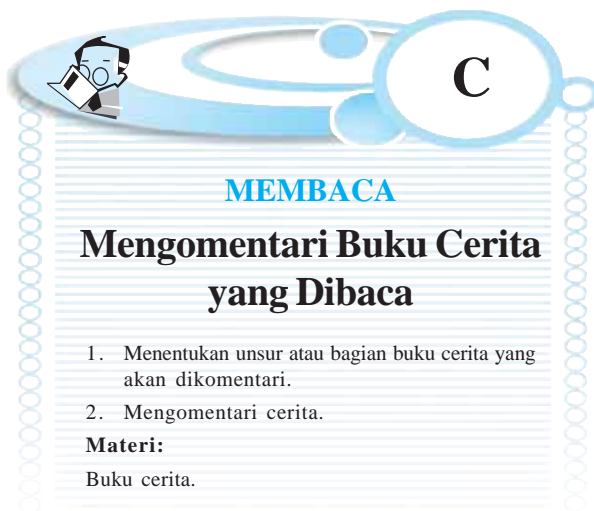 C
MEMBACA
Mengomentari Buku Cerita
yang Dibaca
1. Menentukan unsur atau bagian buku cerita yang
akan dikomentari.
2. Mengomentari cerita.
Materi:
Buku cerita.